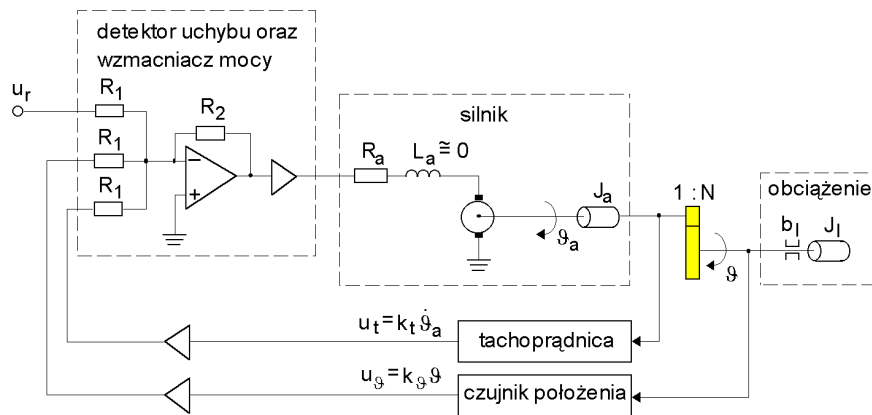 detektor uchybu oraz
wzmacniacz mocy
u_r
R_1
R_1
R_1
R_2
−
+
silnik
R_a
L_a ≅ 0
ϑ_a
J_a
1 : N
ϑ
obciążenie
b_l
J_l
u_t = k_t ϑ̇_a
tachoprądnica
u_ϑ = k_ϑ ϑ
czujnik położenia